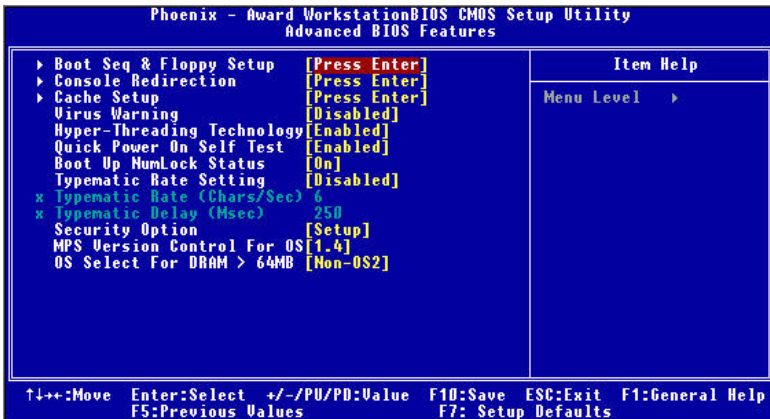 Phoenix - Award WorkstationBIOS CMOS Setup Utility
Advanced BIOS Features
Boot Seq & Floppy Setup [Press Enter]
Console Redirection [Press Enter]
Cache Setup [Press Enter]
Virus Warning [Disabled]
Hyper-Threading Technology[Enabled]
Quick Power On Self Test [Enabled]
Boot Up NumLock Status [On]
Typematic Rate Setting [Disabled]
x Typematic Rate (Chars/Sec) 6
x Typematic Delay (Msec) 250
Security Option [Setup]
MPS Version Control For OS[1.4]
OS Select For DRAM > 64MB [Non-OS2]
Item Help
Menu Level
↑↓→←:Move Enter:Select +/-/PU/PD:Value F10:Save ESC:Exit F1:General Help
F5:Previous Values F7: Setup Defaults